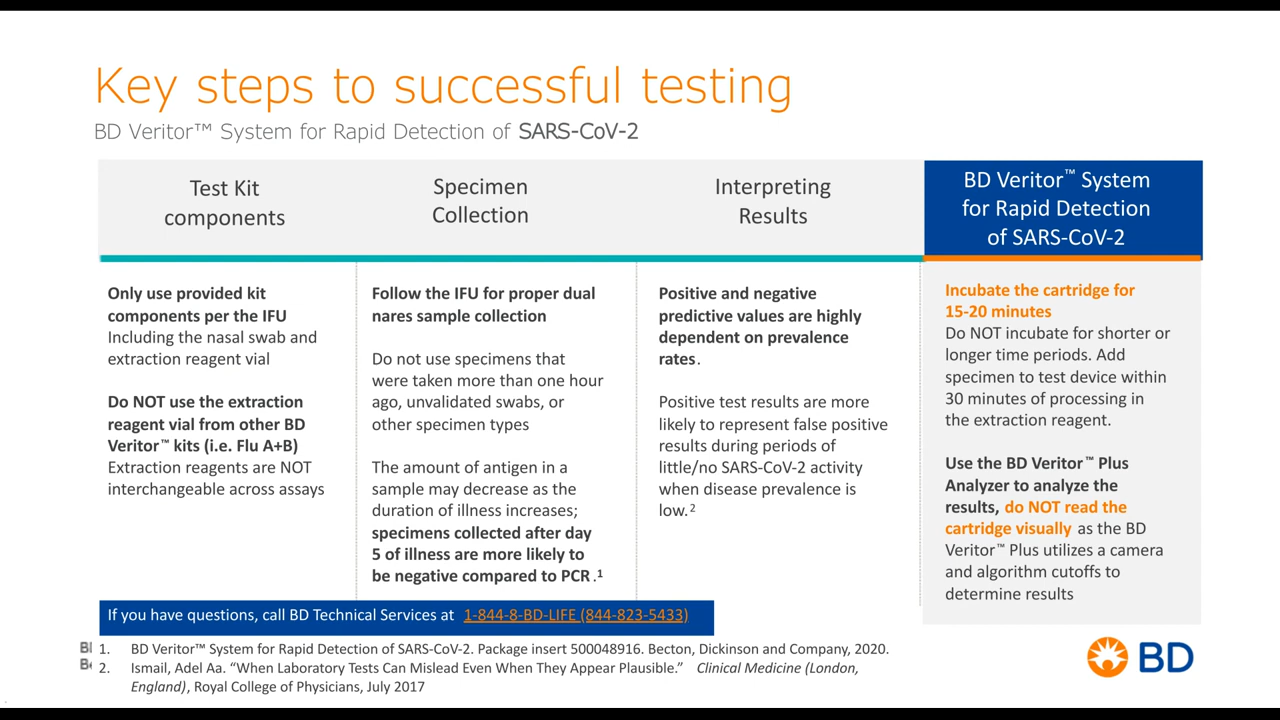 Key steps to successful testing
BD Veritor™ System for Rapid Detection of SARS-CoV-2
Test Kit
components
Specimen
Collection
Interpreting
Results
BD Veritor™ System
for Rapid Detection
of SARS-CoV-2
Only use provided kit
components per the IFU
Including the nasal swab and
extraction reagent vial
Do NOT use the extraction
reagent vial from other BD
Veritor™ kits (i.e. Flu A+B)
Extraction reagents are NOT
interchangeable across assays
Follow the IFU for proper dual
nares sample collection
Do not use specimens that
were taken more than one hour
ago, unvalidated swabs, or
other specimen types
The amount of antigen in a
sample may decrease as the
duration of illness increases;
specimens collected after day
5 of illness are more likely to
be negative compared to PCR.1
Positive and negative
predictive values are highly
dependent on prevalence
rates.
Positive test results are more
likely to represent false positive
results during periods of
little/no SARS-CoV-2 activity
when disease prevalence is
low.2
Incubate the cartridge for
15-20 minutes
Do NOT incubate for shorter or
longer time periods. Add
specimen to test device within
30 minutes of processing in
the extraction reagent.
Use the BD Veritor™ Plus
Analyzer to analyze the
results, do NOT read the
cartridge visually as the BD
Veritor™ Plus utilizes a camera
and algorithm cutoffs to
determine results
If you have questions, call BD Technical Services at 1-844-8-BD-LIFE (844-823-5433)
1. BD Veritor™ System for Rapid Detection of SARS-CoV-2. Package insert 500048916. Becton, Dickinson and Company, 2020.
2. Ismail, Adel Aa. “When Laboratory Tests Can Mislead Even When They Appear Plausible.” Clinical Medicine (London,
England), Royal College of Physicians, July 2017
BD